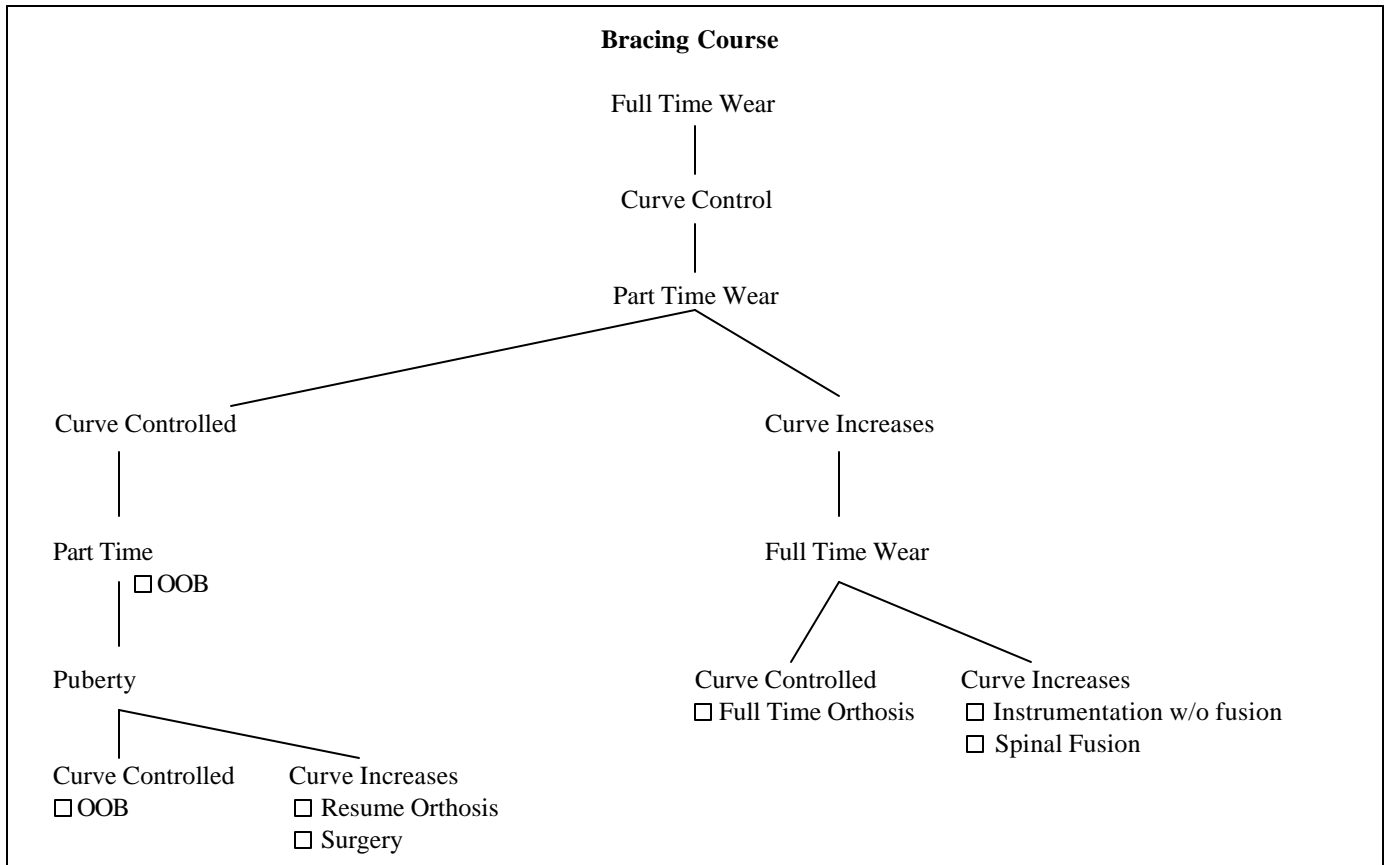 Bracing Course
Full Time Wear
Curve Control
Part Time Wear
Curve Controlled
Curve Increases
Part Time
Full Time Wear
OOB
Puberty
Curve Controlled
Curve Increases
Full Time Orthosis
Instrumentation w/o fusion
Spinal Fusion
Curve Controlled
Curve Increases
OOB
Resume Orthosis
Surgery